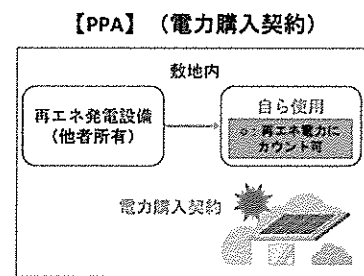 【PPA】（電力購入契約）
敷地内
再エネ発電設備
（他者所有）
自ら使用
○：再エネ電力に
カウント可
電力購入契約